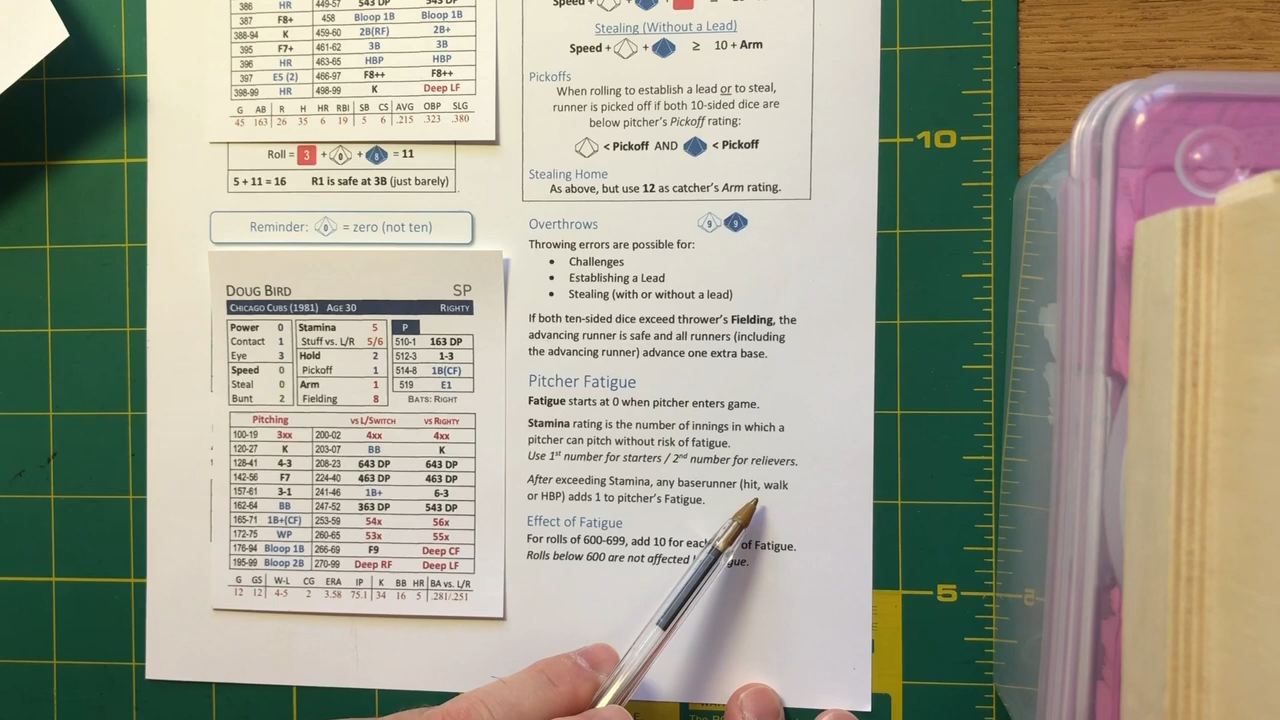 386 HR 449-57 543 DP 543 DP
387 F8+ 458 Bloop 1B Bloop 1B
388-94 K 459-60 2B(RF) 2B+
395 F7+ 461-62 3B 3B
396 HR 463-65 HBP HBP
397 E5 (2) 466-97 F8++ F8++
398-99 HR 498-99 K Deep LF
G AB R H HR RBI SB CS AVG OBP SLG
45 163 26 35 6 19 5 6 .215 .323 .380
Roll = 3 + 0 + 8 = 11
5 + 11 = 16 R1 is safe at 3B (just barely)
Reminder: 0 = zero (not ten)
DOUG BIRD SP
CHICAGO CUBS (1981) AGE 30 RIGHTY
Power 0 Stamina 5 P
Contact 1 Stuff vs. L/R 5/6 510-1 163 DP
Eye 3 Hold 2 512-3 1-3
Speed 0 Pickoff 1 514-8 1B(CF)
Steal 0 Arm 1 519 E1
Bunt 2 Fielding 8 BATS: RIGHT
Pitching VS L/SWITCH VS RIGHTY
100-19 3xx 200-02 4xx 4xx
120-27 K 203-07 BB K
128-41 4-3 208-23 643 DP 643 DP
142-56 F7 224-40 463 DP 463 DP
157-61 3-1 241-46 1B+ 6-3
162-64 BB 247-52 363 DP 543 DP
165-71 1B+(CF) 253-59 54x 56x
172-75 WP 260-65 53x 55x
176-94 Bloop 1B 266-69 F9 Deep CF
195-99 Bloop 2B 270-99 Deep RF Deep LF
G GS W-L CG ERA IP K BB HR BA vs. L/R
12 12 4-5 2 3.58 75.1 34 16 5 .281/.251
Speed + +
Stealing (Without a Lead)
Speed + + ≥ 10 + Arm
Pickoffs
When rolling to establish a lead or to steal,
runner is picked off if both 10-sided dice are
below pitcher's Pickoff rating:
< Pickoff AND < Pickoff
Stealing Home
As above, but use 12 as catcher's Arm rating.
Overthrows 9 9
Throwing errors are possible for:
• Challenges
• Establishing a Lead
• Stealing (with or without a lead)
If both ten-sided dice exceed thrower's Fielding, the
advancing runner is safe and all runners (including
the advancing runner) advance one extra base.
Pitcher Fatigue
Fatigue starts at 0 when pitcher enters game.
Stamina rating is the number of innings in which a
pitcher can pitch without risk of fatigue.
Use 1st number for starters / 2nd number for relievers.
After exceeding Stamina, any baserunner (hit, walk
or HBP) adds 1 to pitcher's Fatigue.
Effect of Fatigue
For rolls of 600-699, add 10 for each of Fatigue.
Rolls below 600 are not affected
10
5